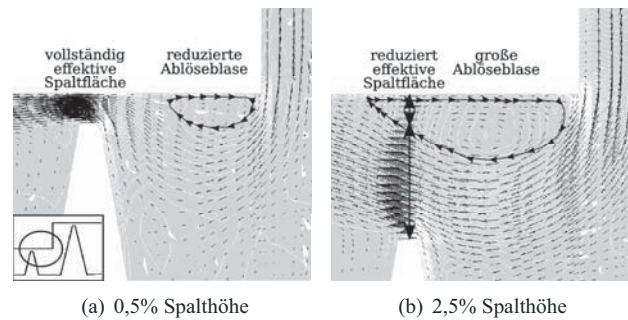 vollständig
effektive
Spaltfläche
reduzierte
Ablöseblase
reduziert
effektive
Spaltfläche
große
Ablöseblase
(a) 0,5% Spalthöhe
(b) 2,5% Spalthöhe